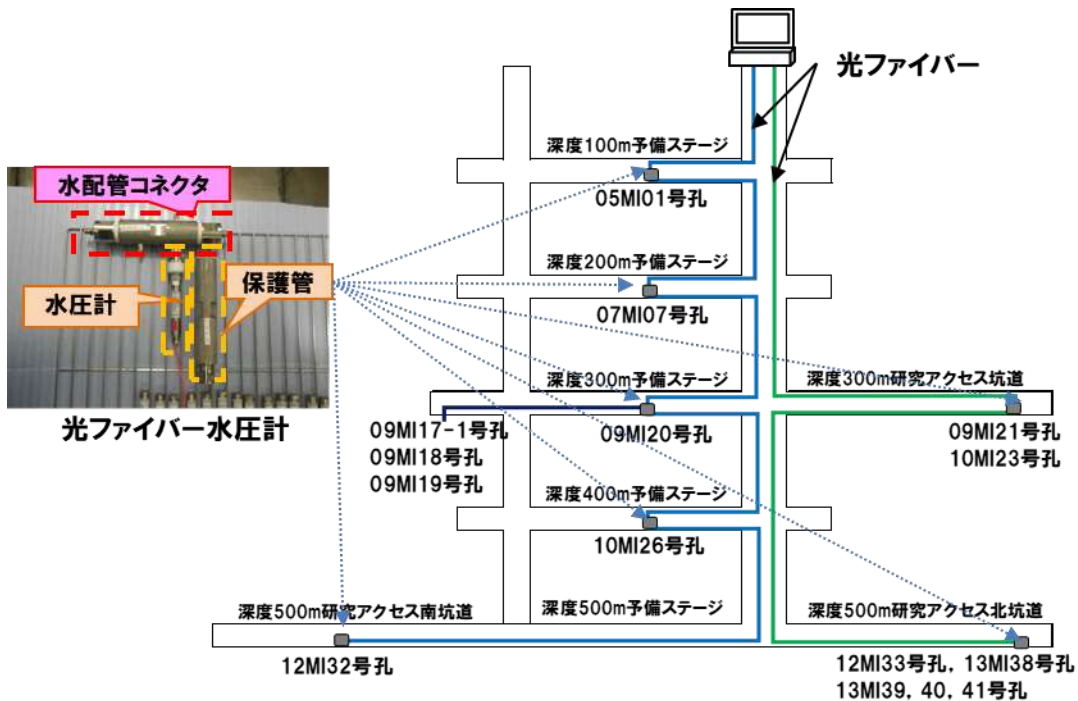 光ファイバー
深度100m予備ステージ
水配管コネクタ
05MI01号孔
深度200m予備ステージ
保護管
水圧計
07MI07号孔
深度300m予備ステージ
深度300m研究アクセス坑道
光ファイバー水圧計
09MI17-1号孔
09MI18号孔
09MI19号孔
09MI20号孔
09MI21号孔
10MI23号孔
深度400m予備ステージ
10MI26号孔
深度500m研究アクセス南坑道
深度500m予備ステージ
深度500m研究アクセス北坑道
12MI32号孔
12MI33号孔, 13MI38号孔
13MI39, 40, 41号孔